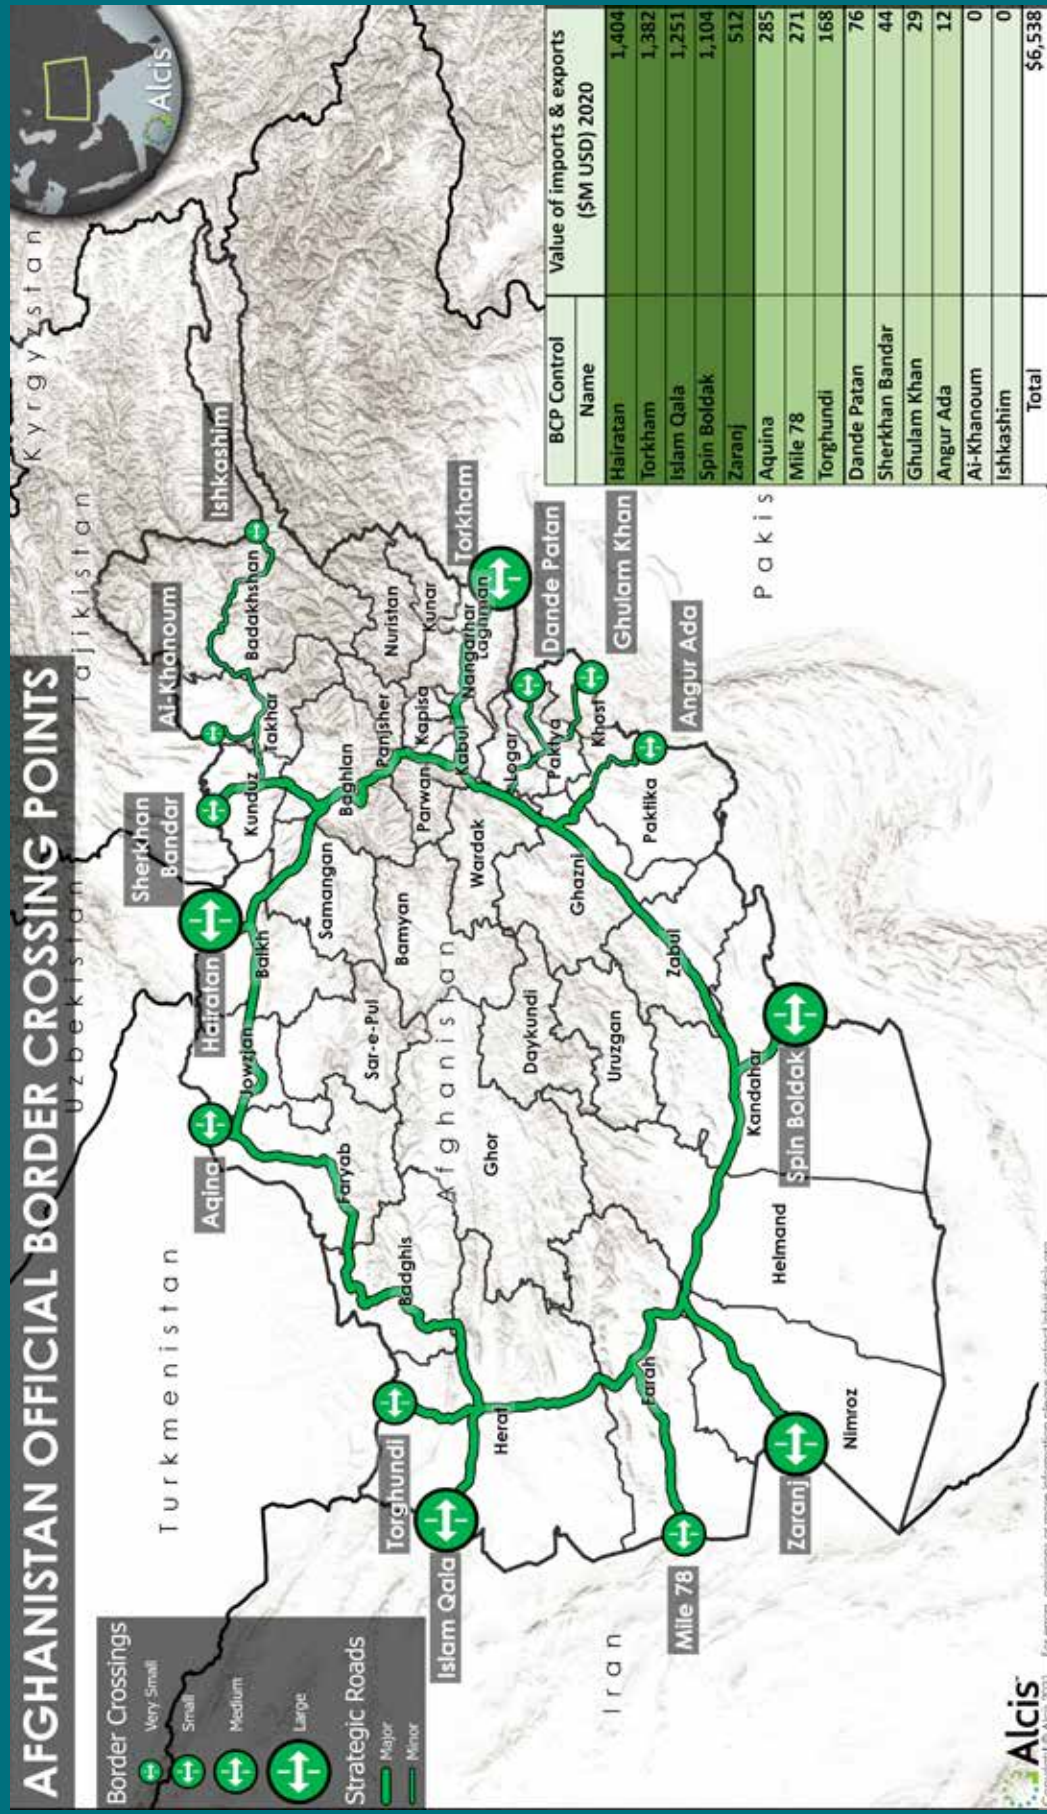 AFGHANISTAN OFFICIAL BORDER CROSSING POINTS
Border Crossings
Very Small
Small
Medium
Large
Strategic Roads
Major
Minor
Alcis
Kyrgyzstan
Tajikistan
Uzbekistan
Turkmenistan
Iran
Afghanistan
Pakis
Ishkashim
Ai-Khanoum
Sherkhan
Bandar
Hairatan
Aqina
Torghundi
Islam Qala
Mile 78
Zaranj
Spin Boldak
Angur Ada
Ghulam Khan
Dande Patan
Torkham
Badakhshan
Takhar
Kunduz
Baghlan
Balkh
Samangan
Jowzjan
Sar-e-Pul
Faryab
Badghis
Herat
Ghor
Bamyan
Daykundi
Uruzgan
Farah
Nimroz
Helmand
Kandahar
Zabul
Ghazni
Wardak
Parwan
Panjsher
Kapisa
Kabul
Logar
Paktya
Khost
Paktika
Nangarhar
Laghman
Kunar
Nuristan
BCP Control Name Value of imports & exports ($M USD) 2020
Hairatan 1,404
Torkham 1,382
Islam Qala 1,251
Spin Boldak 1,104
Zaranj 512
Aquina 285
Mile 78 271
Torghundi 168
Dande Patan 76
Sherkhan Bandar 44
Ghulam Khan 29
Angur Ada 12
Ai-Khanoum 0
Ishkashim 0
Total $6,538
Alcis